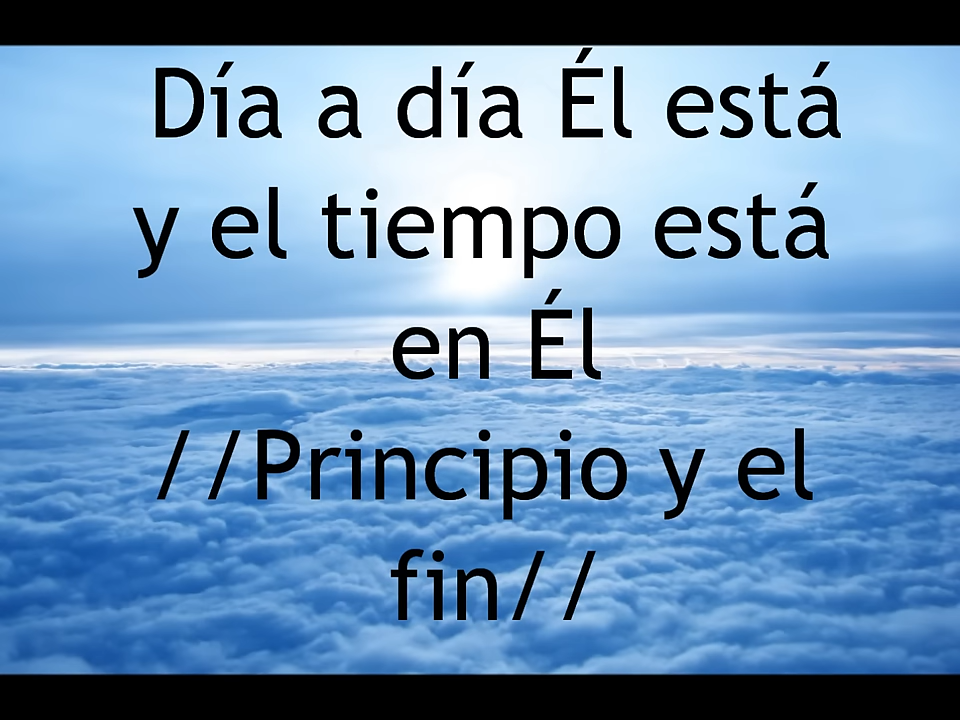 Día a día Él está
y el tiempo está
en Él
//Principio y el
fin//